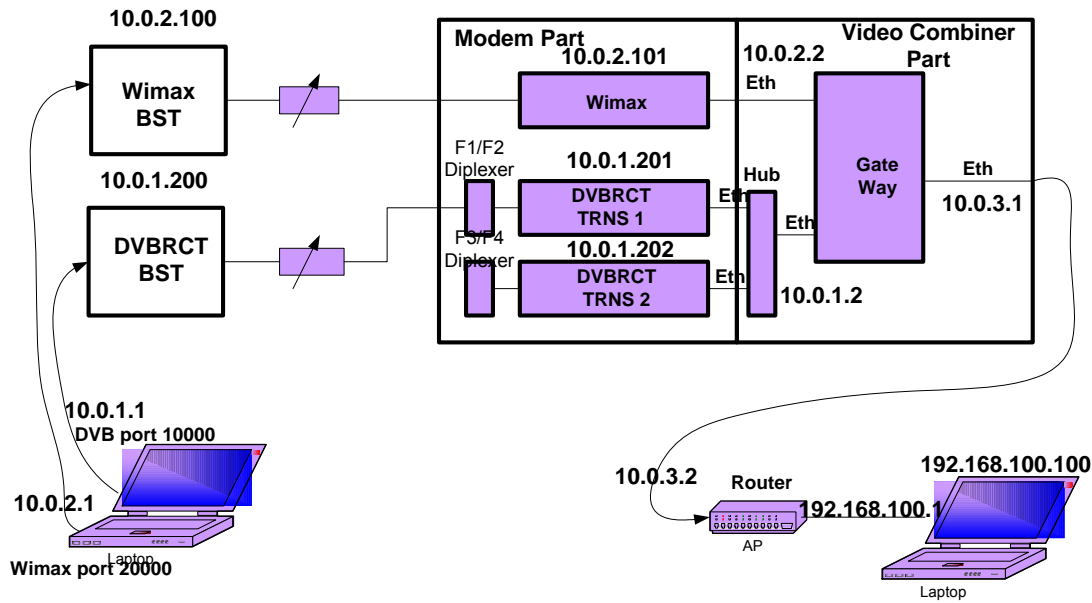 10.0.2.100
Wimax
BST
10.0.1.200
DVBRCT
BST
Modem Part
10.0.2.101
Wimax
F1/F2
Diplexer
10.0.1.201
DVBRCT
TRNS 1
Eth
F3/F4
Diplexer
10.0.1.202
DVBRCT
TRNS 2
Eth
Video Combiner
Part
10.0.2.2
Eth
Hub
Eth
10.0.1.2
Gate
Way
Eth
10.0.3.1
10.0.1.1
DVB port 10000
10.0.2.1
Laptop
Wimax port 20000
10.0.3.2
Router
AP
192.168.100.1
192.168.100.100
Laptop